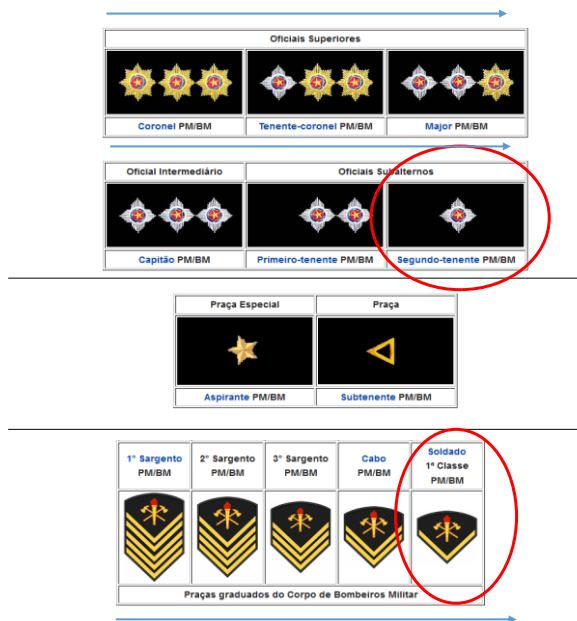 Oficiais Superiores
Coronel PM/BM
Tenente-coronel PM/BM
Major PM/BM
Oficial Intermediário
Oficiais Subalternos
Capitão PM/BM
Primeiro-tenente PM/BM
Segundo-tenente PM/BM
Praça Especial
Praça
Aspirante PM/BM
Subtenente PM/BM
1° Sargento
PM/BM
2° Sargento
PM/BM
3° Sargento
PM/BM
Cabo
PM/BM
Soldado
1ª Classe
PM/BM
Praças graduados do Corpo de Bombeiros Militar